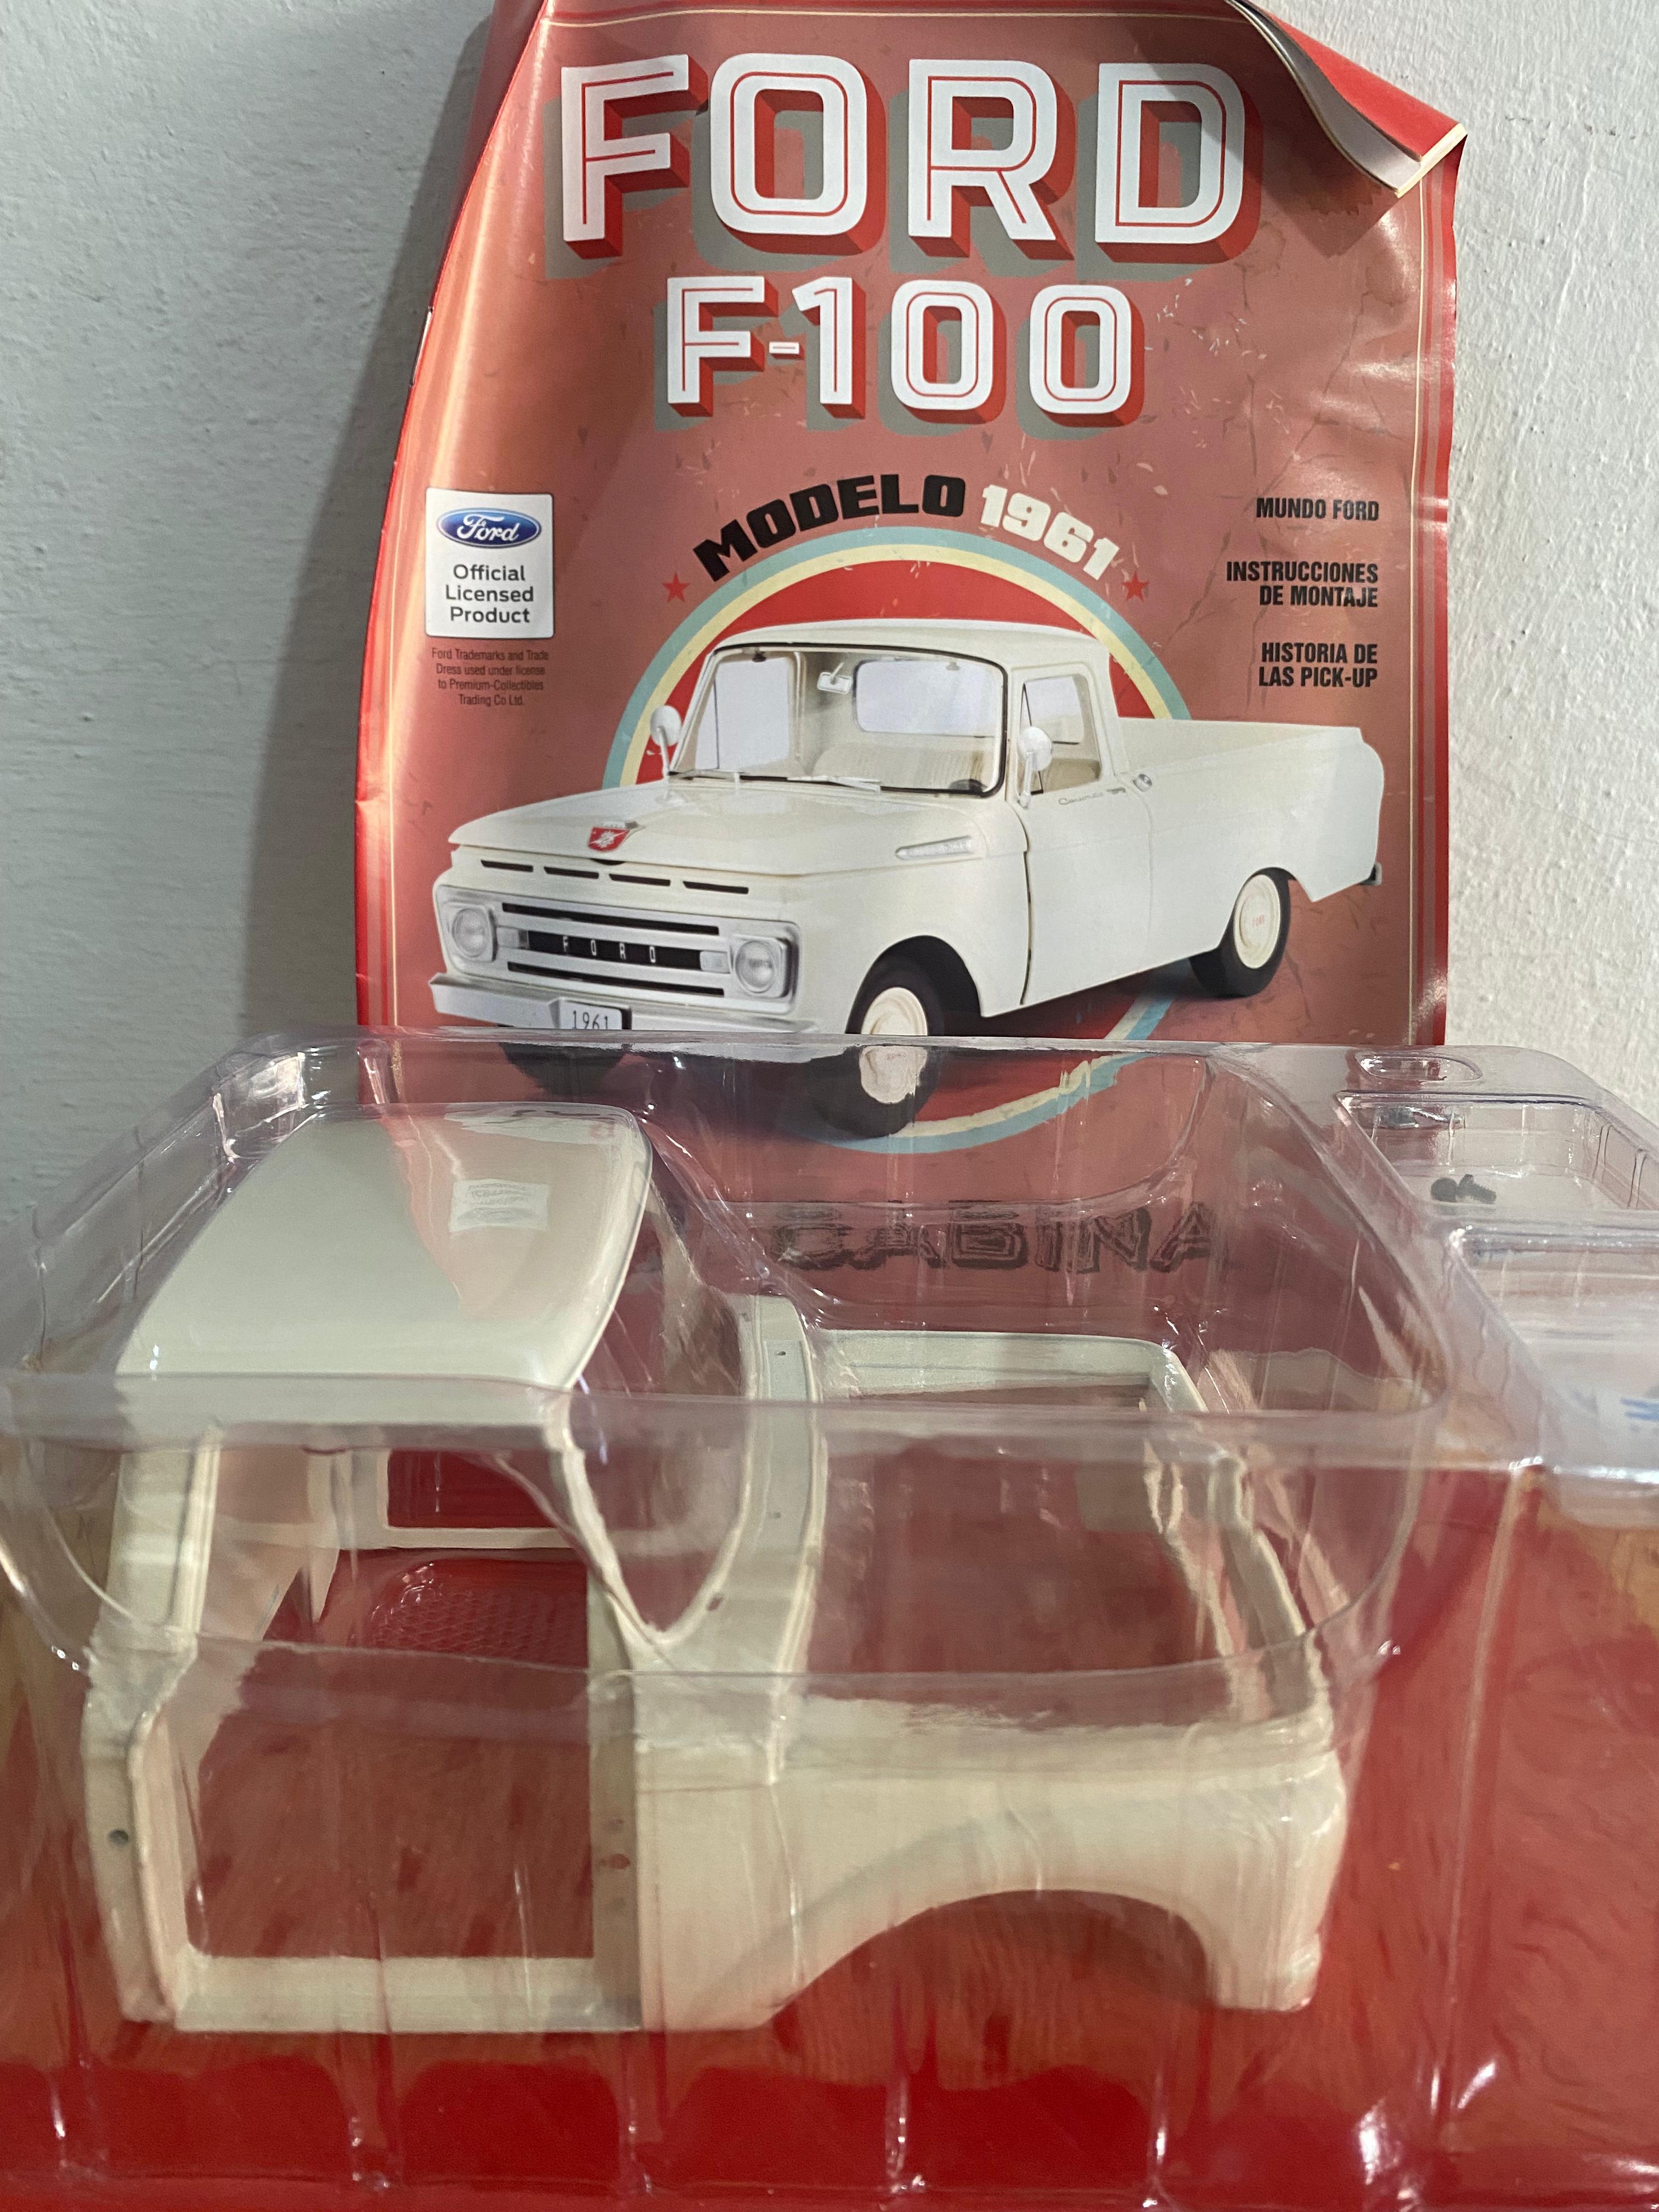 FORD
F-100
MODELO 1961
Ford
Official
Licensed
Product
Ford Trademarks and Trade
Dress used under license
to Premium-Collectibles
Trading Co Ltd.
MUNDO FORD
INSTRUCCIONES
DE MONTAJE
HISTORIA DE
LAS PICK-UP
FORD
1961
CABINA